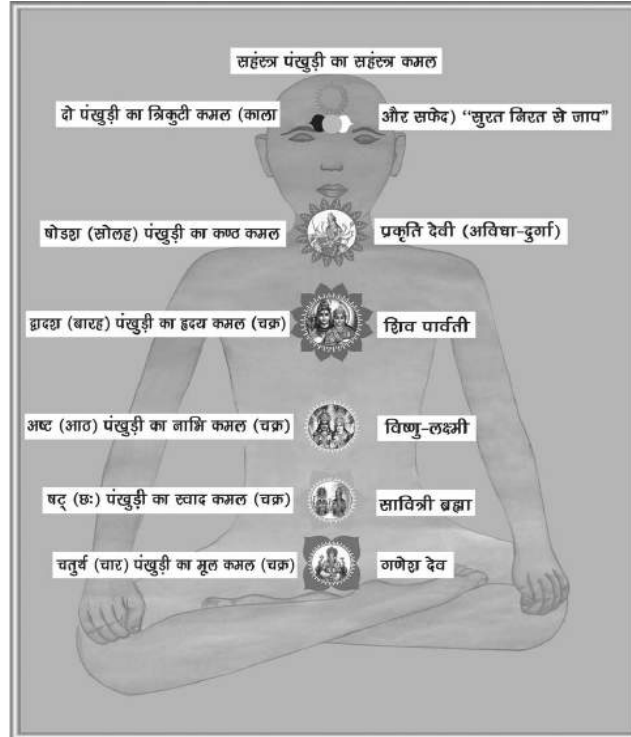 सहंस्त्र पंखुड़ी का सहंस्त्र कमल
दो पंखुड़ी का त्रिकुटी कमल (काला और सफेद) “सुरत निरत से जाप”
षोडश (सोलह) पंखुड़ी का कण्ठ कमल प्रकृति देवी (अविधा-दुर्गा)
द्वादश (बारह) पंखुड़ी का हृदय कमल (चक्र) शिव पार्वती
अष्ट (आठ) पंखुड़ी का नाभि कमल (चक्र) विष्णु-लक्ष्मी
षट् (छः) पंखुड़ी का स्वाद कमल (चक्र) सावित्री ब्रह्मा
चतुर्थ (चार) पंखुड़ी का मूल कमल (चक्र) गणेश देव